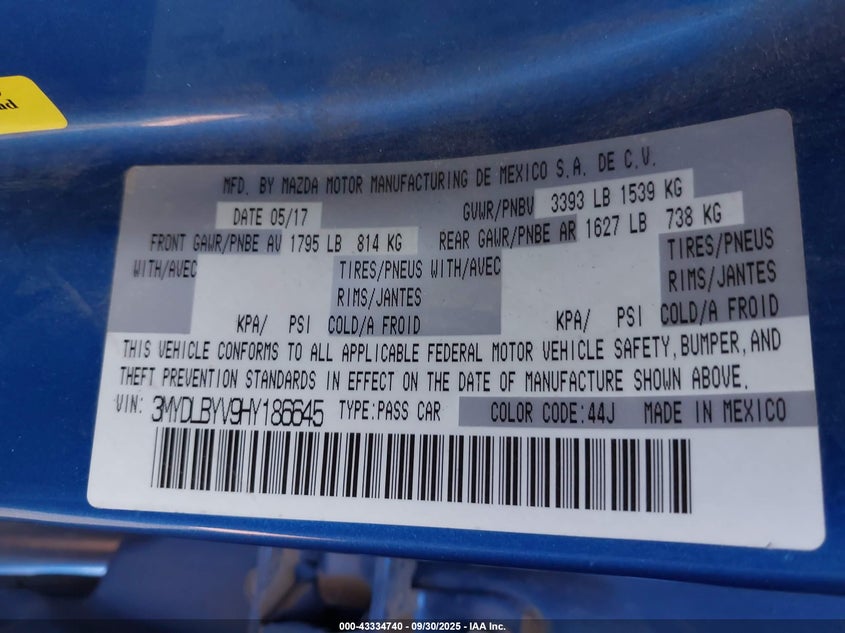 nd
MFD. BY MAZDA MOTOR MANUFACTURING DE MEXICO S.A. DE C.V.
DATE 05/17 GVWR/PNBV 3393 LB 1539 KG
FRONT GAWR/PNBE AV 1795 LB 814 KG REAR GAWR/PNBE AR 1627 LB 738 KG
WITH/AVEC TIRES/PNEUS WITH/AVEC TIRES/PNEUS
RIMS/JANTES RIMS/JANTES
KPA/ PSI COLD/A FROID KPA/ PSI COLD/A FROID
THIS VEHICLE CONFORMS TO ALL APPLICABLE FEDERAL MOTOR VEHICLE SAFETY, BUMPER, AND
THEFT PREVENTION STANDARDS IN EFFECT ON THE DATE OF MANUFACTURE SHOWN ABOVE.
VIN: 3MYDLBYV9HY186645 TYPE:PASS CAR COLOR CODE:44J MADE IN MEXICO
000-43334740 - 09/30/2025 - IAA Inc.